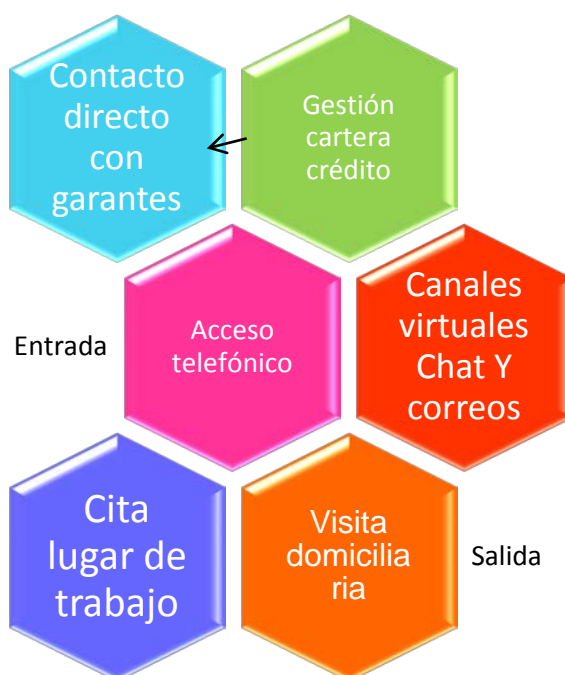 Contacto
directo
con
garantes
Gestión
cartera
crédito
Entrada
Acceso
telefónico
Canales
virtuales
Chat Y
correos
Cita
lugar de
trabajo
Visita
domicilia
ria
Salida